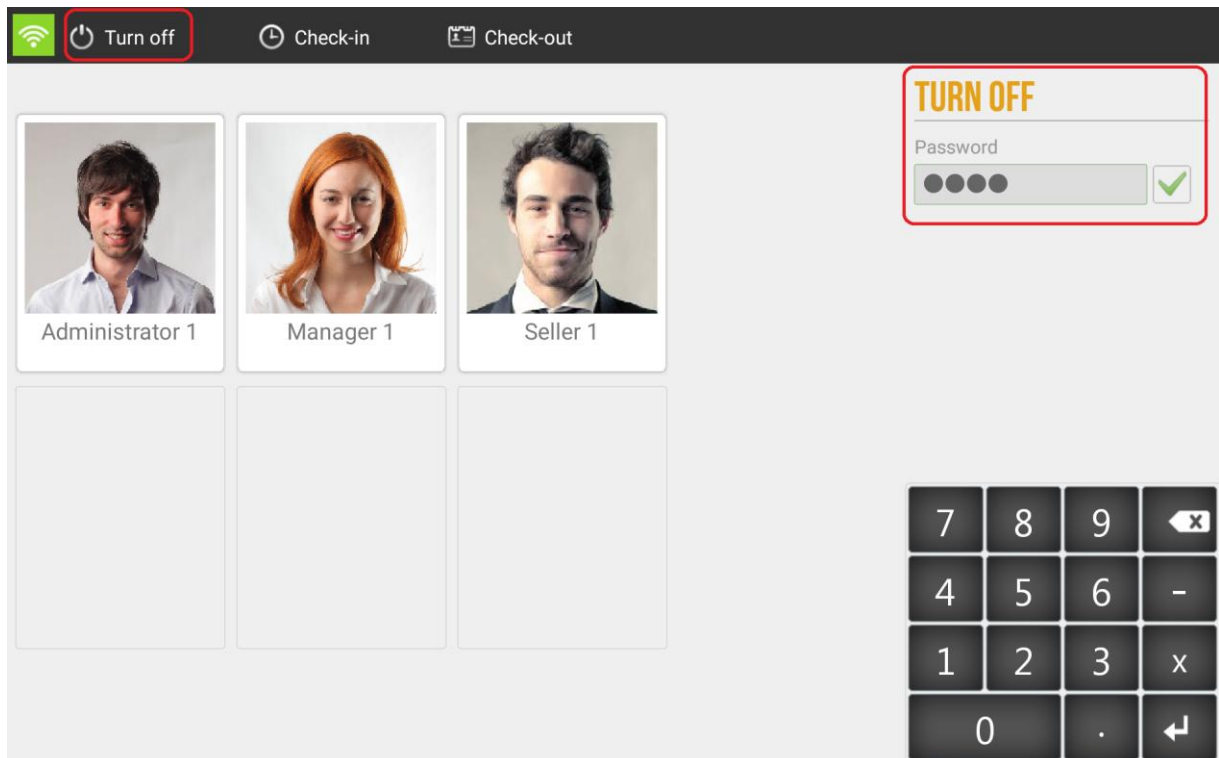 Turn off Check-in Check-out
TURN OFF
Password
●●●●
Administrator 1 Manager 1 Seller 1
7 8 9 x
4 5 6 -
1 2 3 x
0 .